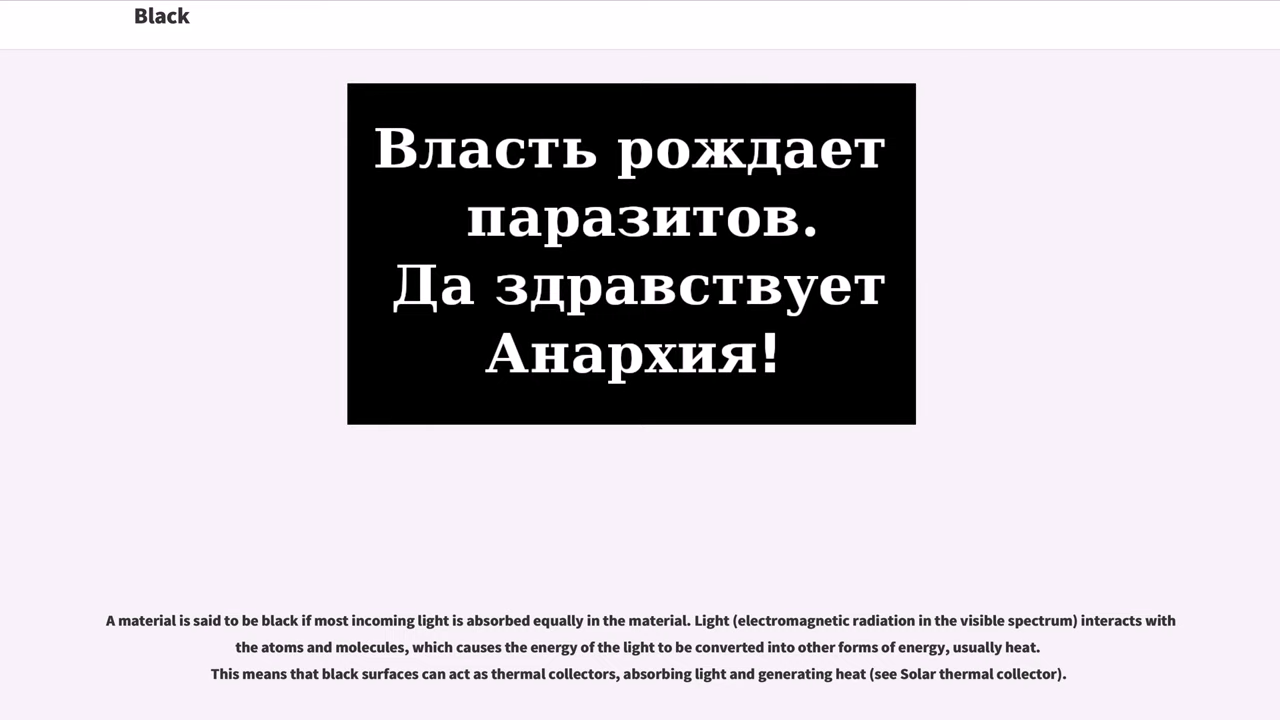 Black
Власть рождает
паразитов.
Да здравствует
Анархия!
A material is said to be black if most incoming light is absorbed equally in the material. Light (electromagnetic radiation in the visible spectrum) interacts with
the atoms and molecules, which causes the energy of the light to be converted into other forms of energy, usually heat.
This means that black surfaces can act as thermal collectors, absorbing light and generating heat (see Solar thermal collector).